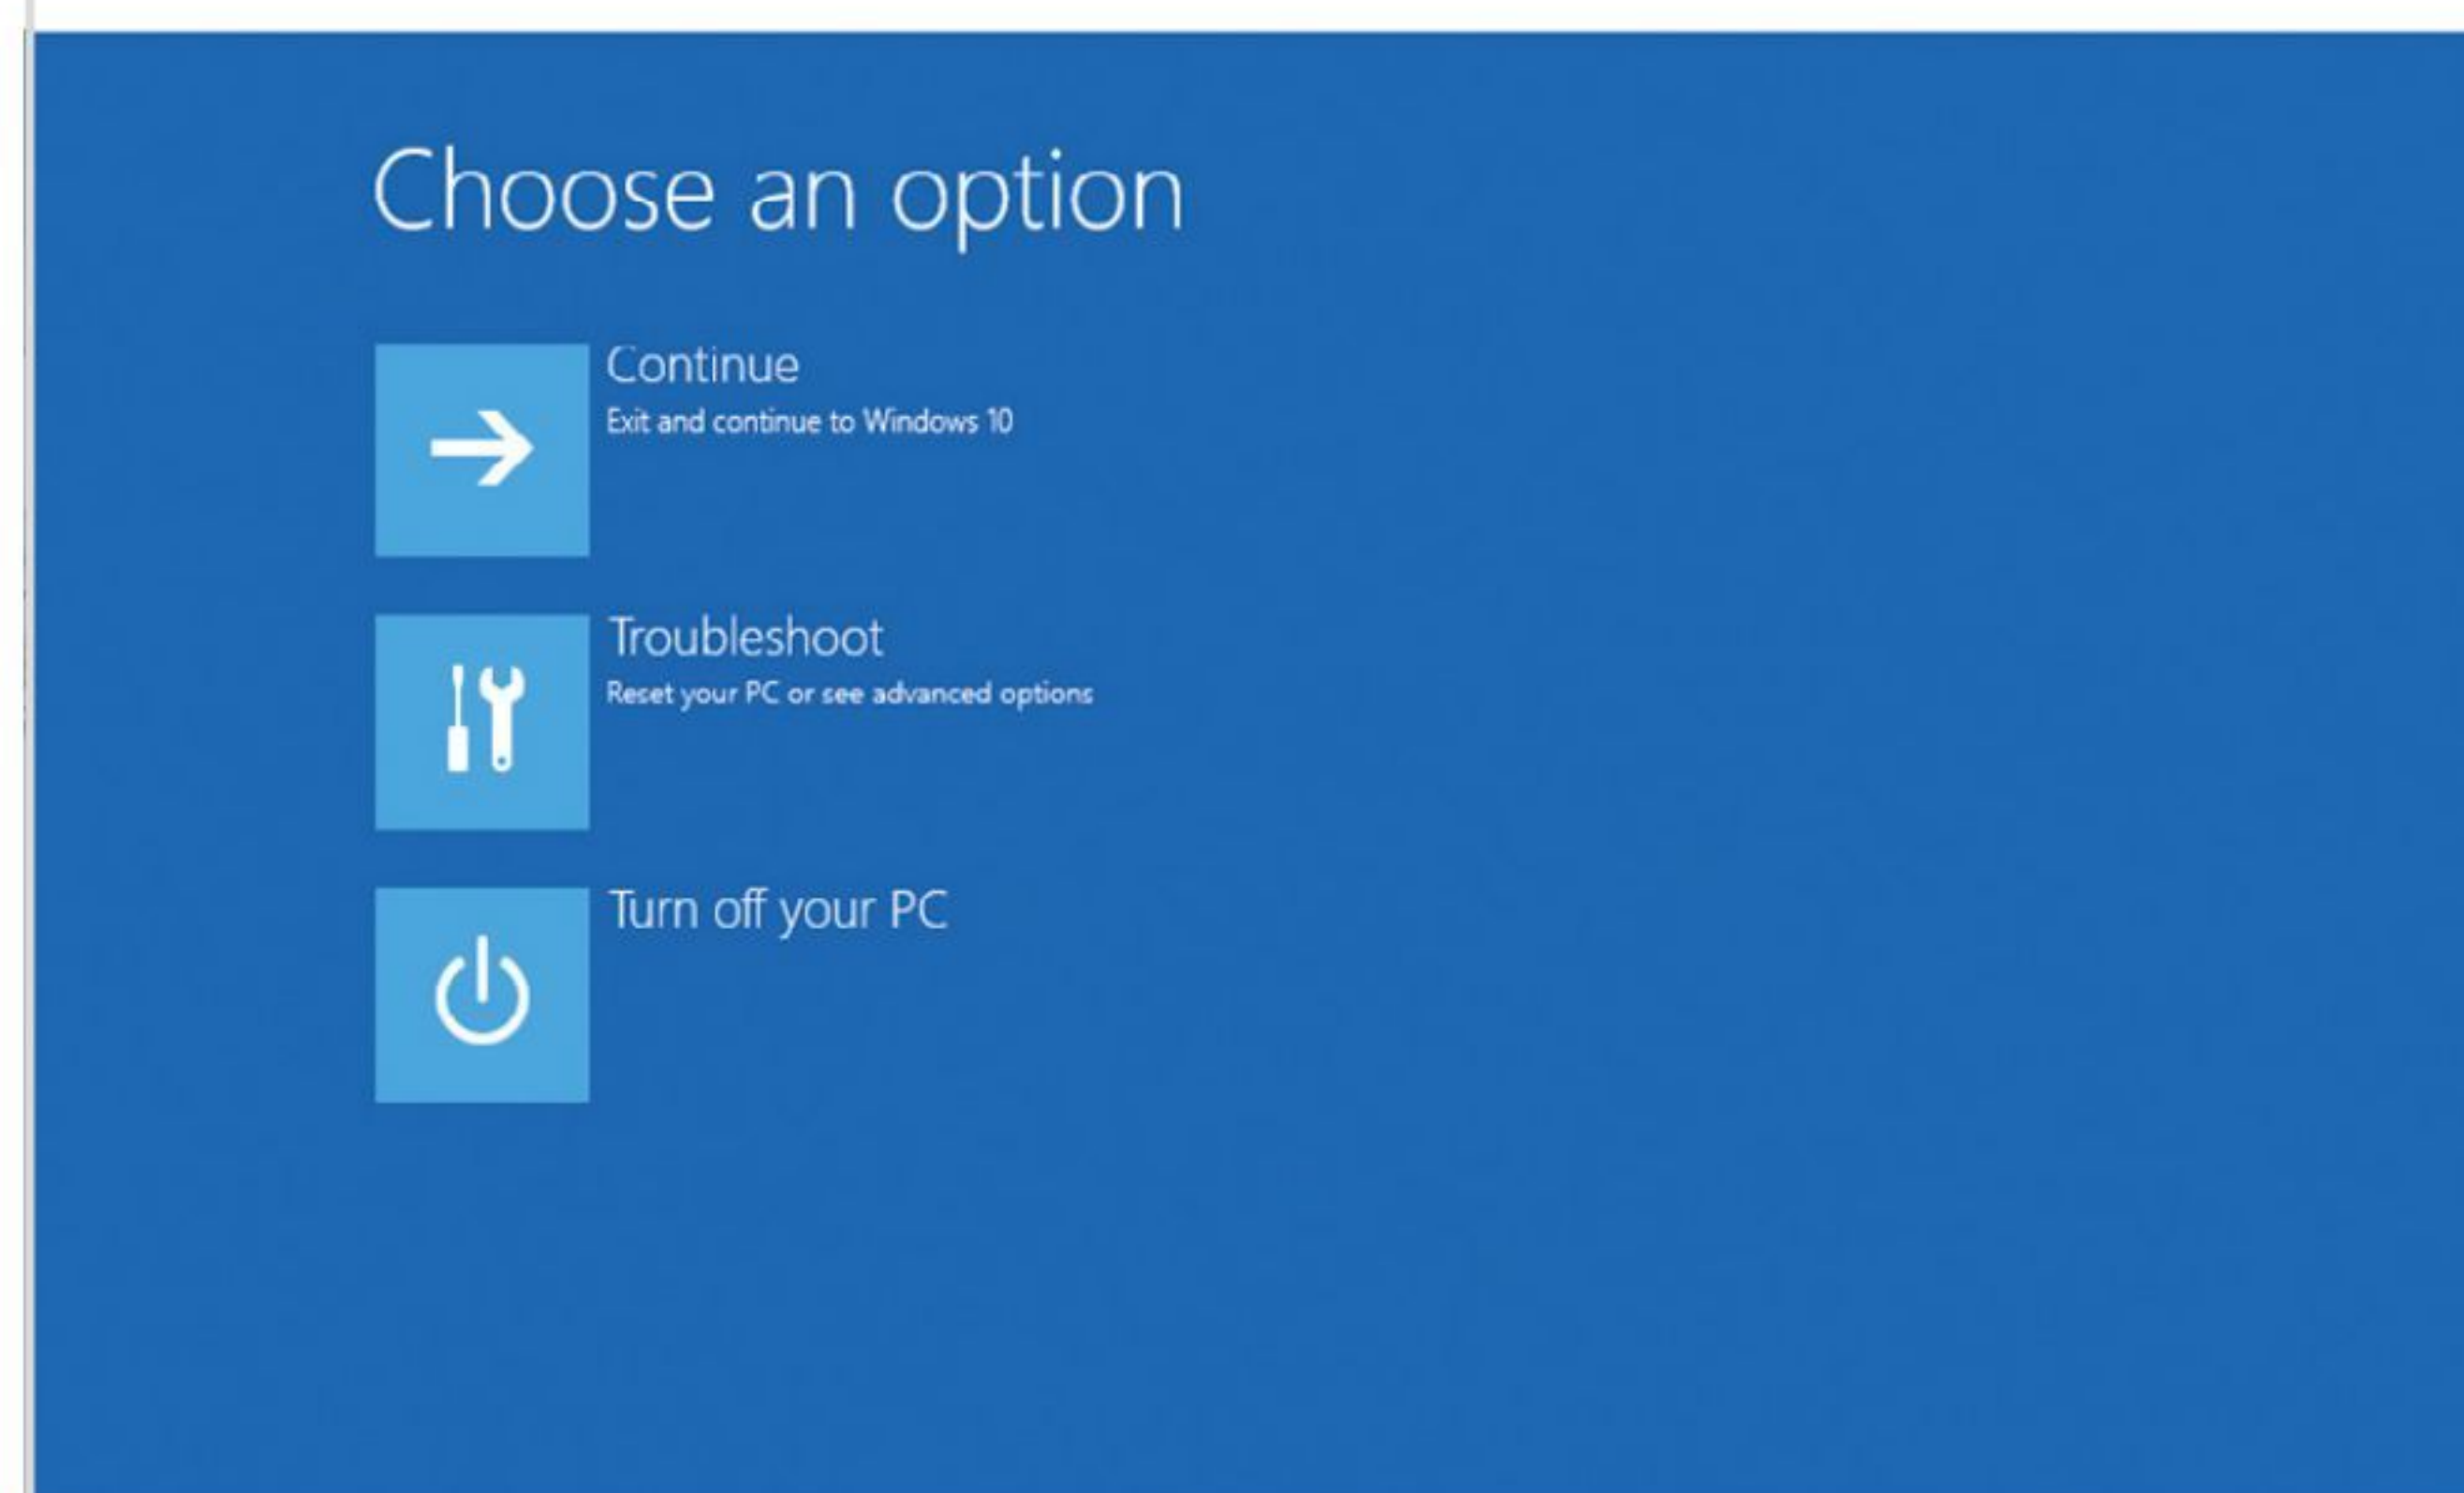 Choose an option
Continue
Exit and continue to Windows 10
Troubleshoot
Reset your PC or see advanced options
Turn off your PC